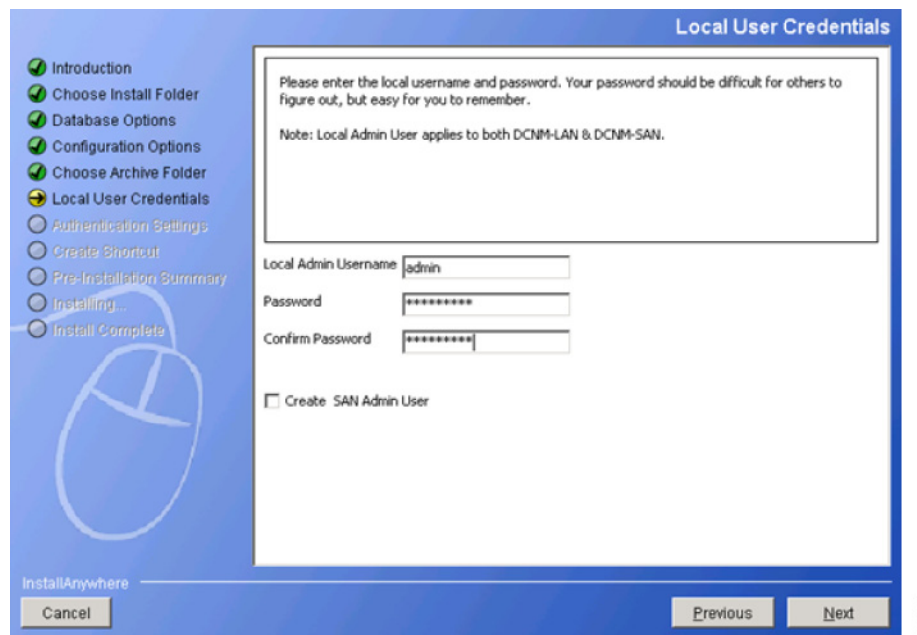 Local User Credentials
Introduction
Choose Install Folder
Database Options
Configuration Options
Choose Archive Folder
Local User Credentials
Authentication Settings
Create Shortcut
Pre-Installation Summary
Installing...
Install Complete
Please enter the local username and password. Your password should be difficult for others to
figure out, but easy for you to remember.
Note: Local Admin User applies to both DCNM-LAN & DCNM-SAN.
Local Admin Username admin
Password *********
Confirm Password *********
Create SAN Admin User
InstallAnywhere
Cancel Previous Next